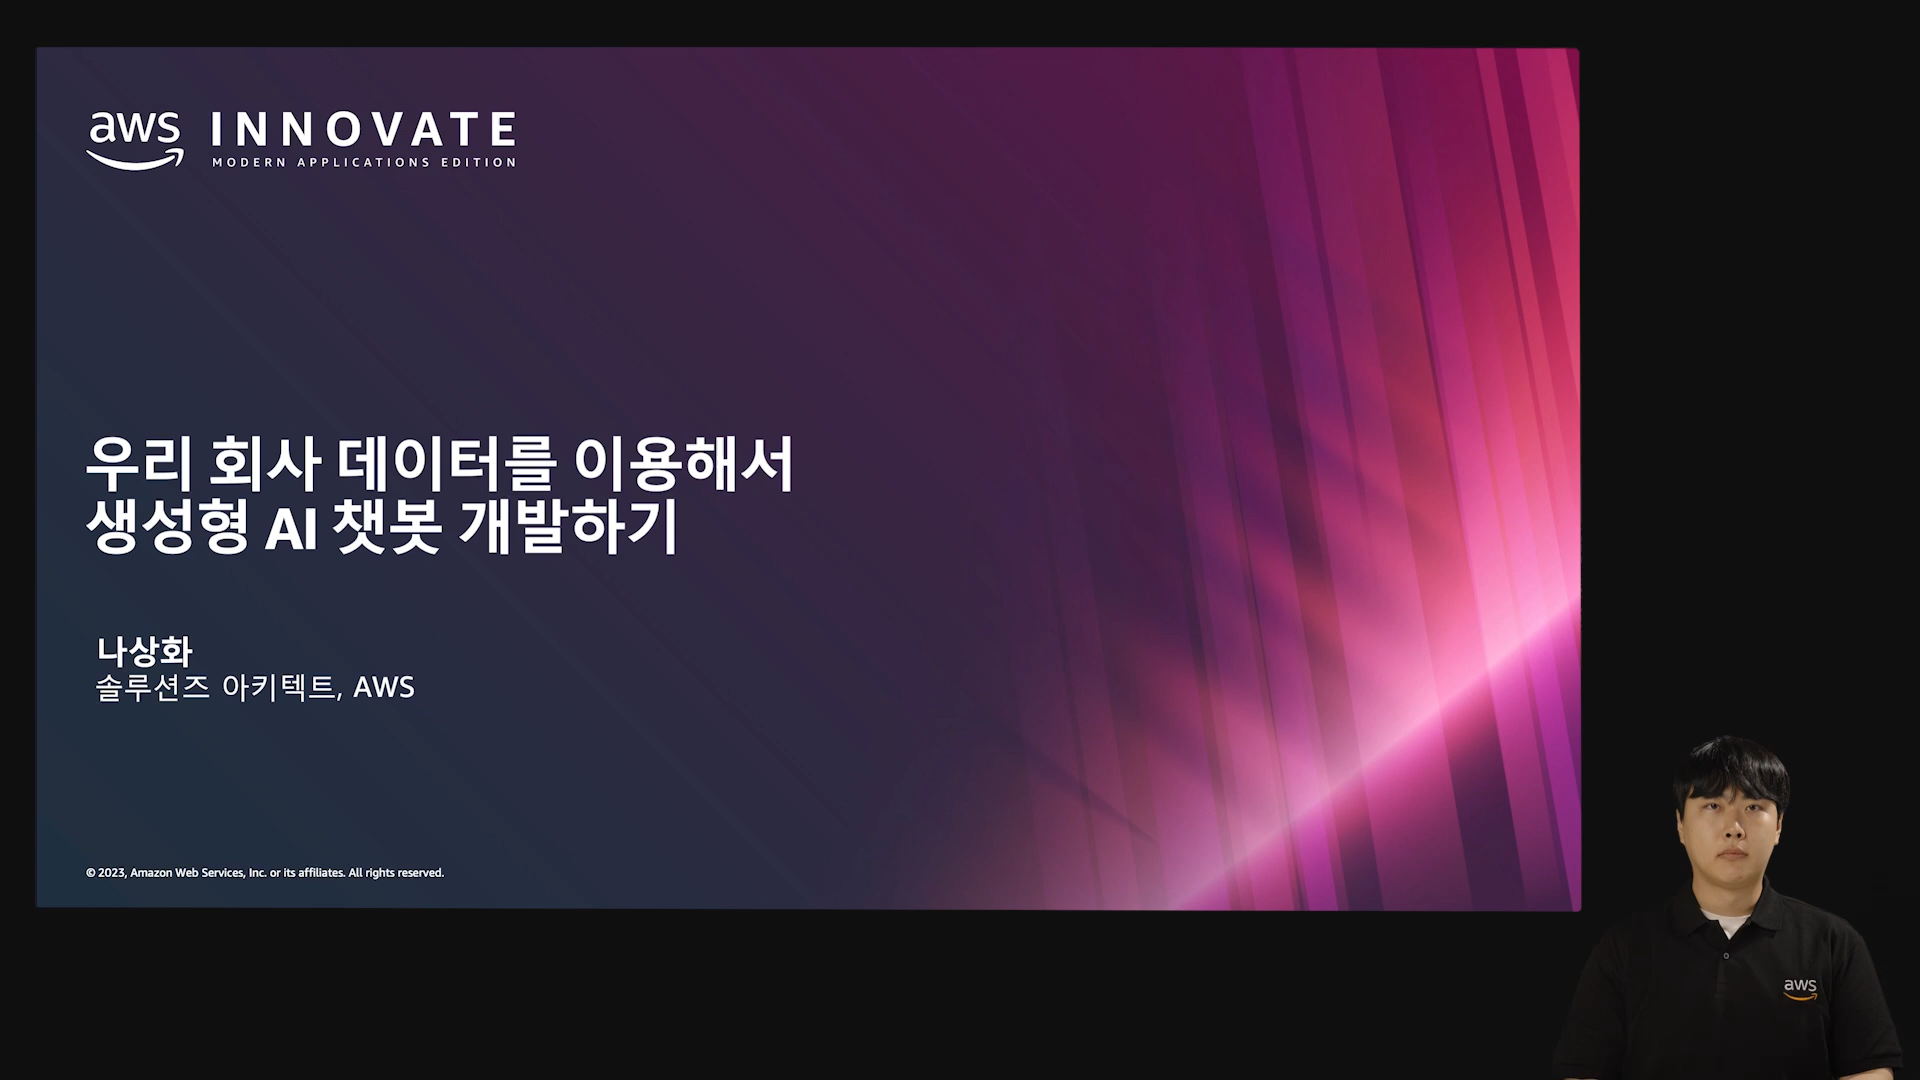 aws INNOVATE
MODERN APPLICATIONS EDITION
우리 회사 데이터를 이용해서
생성형 AI 챗봇 개발하기
나상화
솔루션즈 아키텍트, AWS
© 2023, Amazon Web Services, Inc. or its affiliates. All rights reserved.
aws